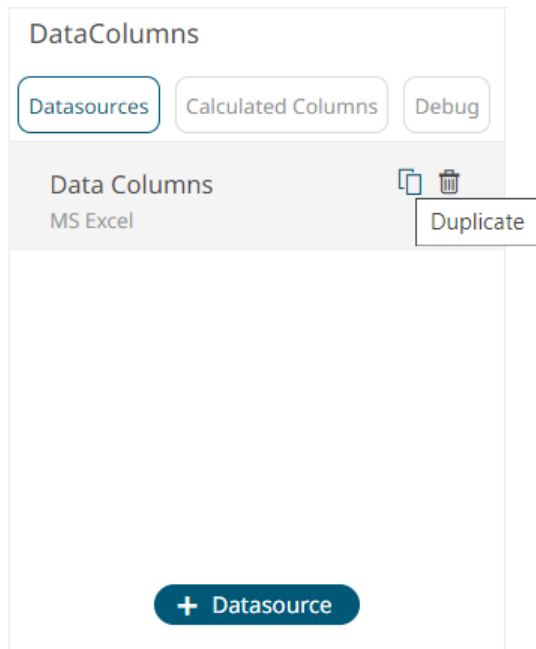 DataColumns
Datasources Calculated Columns Debug
Data Columns
MS Excel
Duplicate
+ Datasource